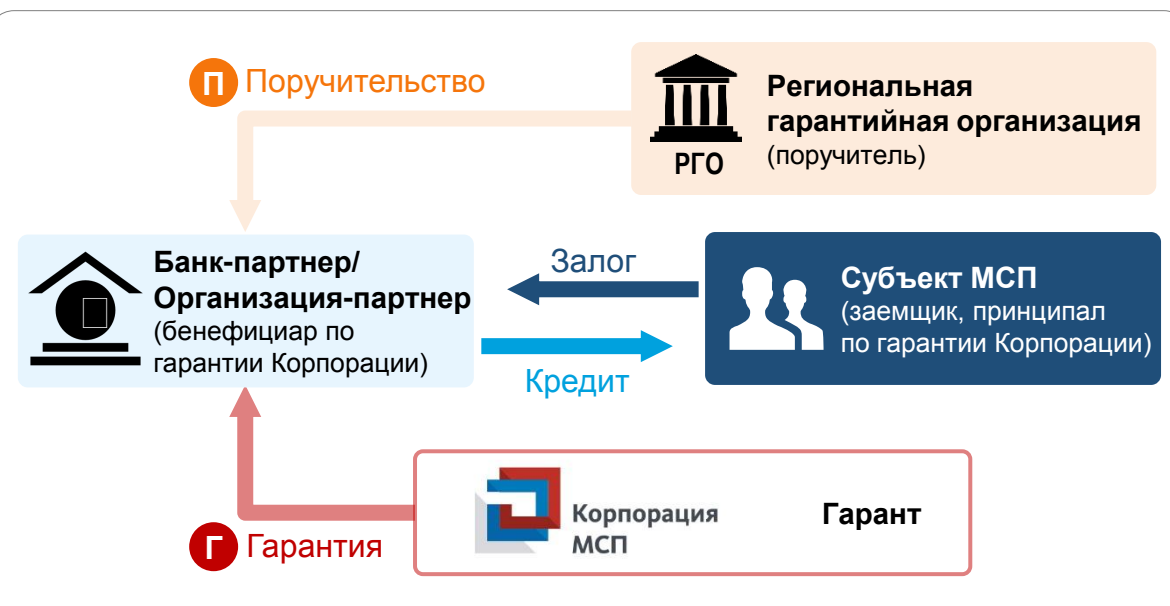 П Поручительство
Региональная
гарантийная организация
(поручитель)
РГО
Банк-партнер/
Организация-партнер
(бенефициар по
гарантии Корпорации)
Залог
Кредит
Субъект МСП
(заемщик, принципал
по гарантии Корпорации)
Г Гарантия
Корпорация
МСП
Гарант